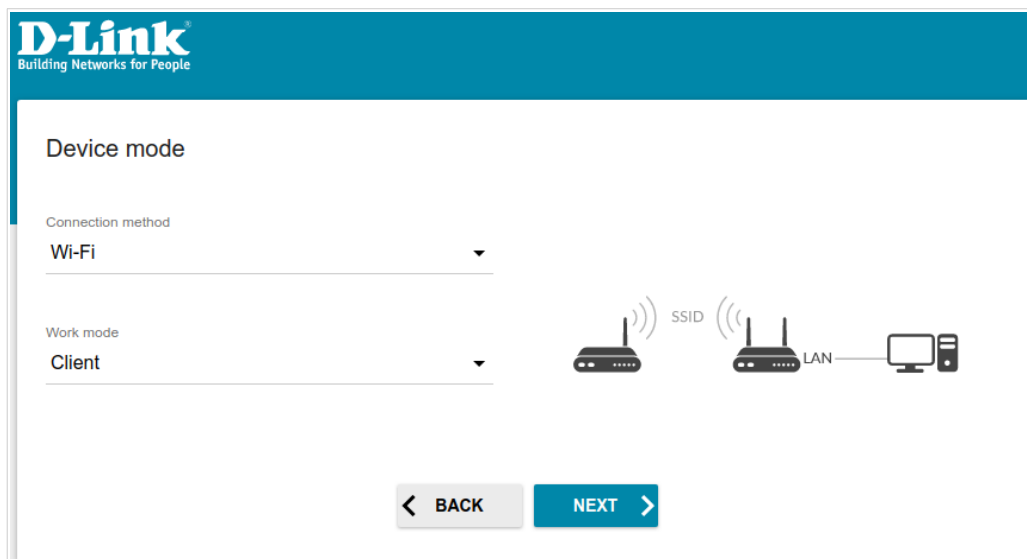 D-Link®
Building Networks for People
Device mode
Connection method
Wi-Fi
Work mode
Client
SSID
LAN
BACK
NEXT